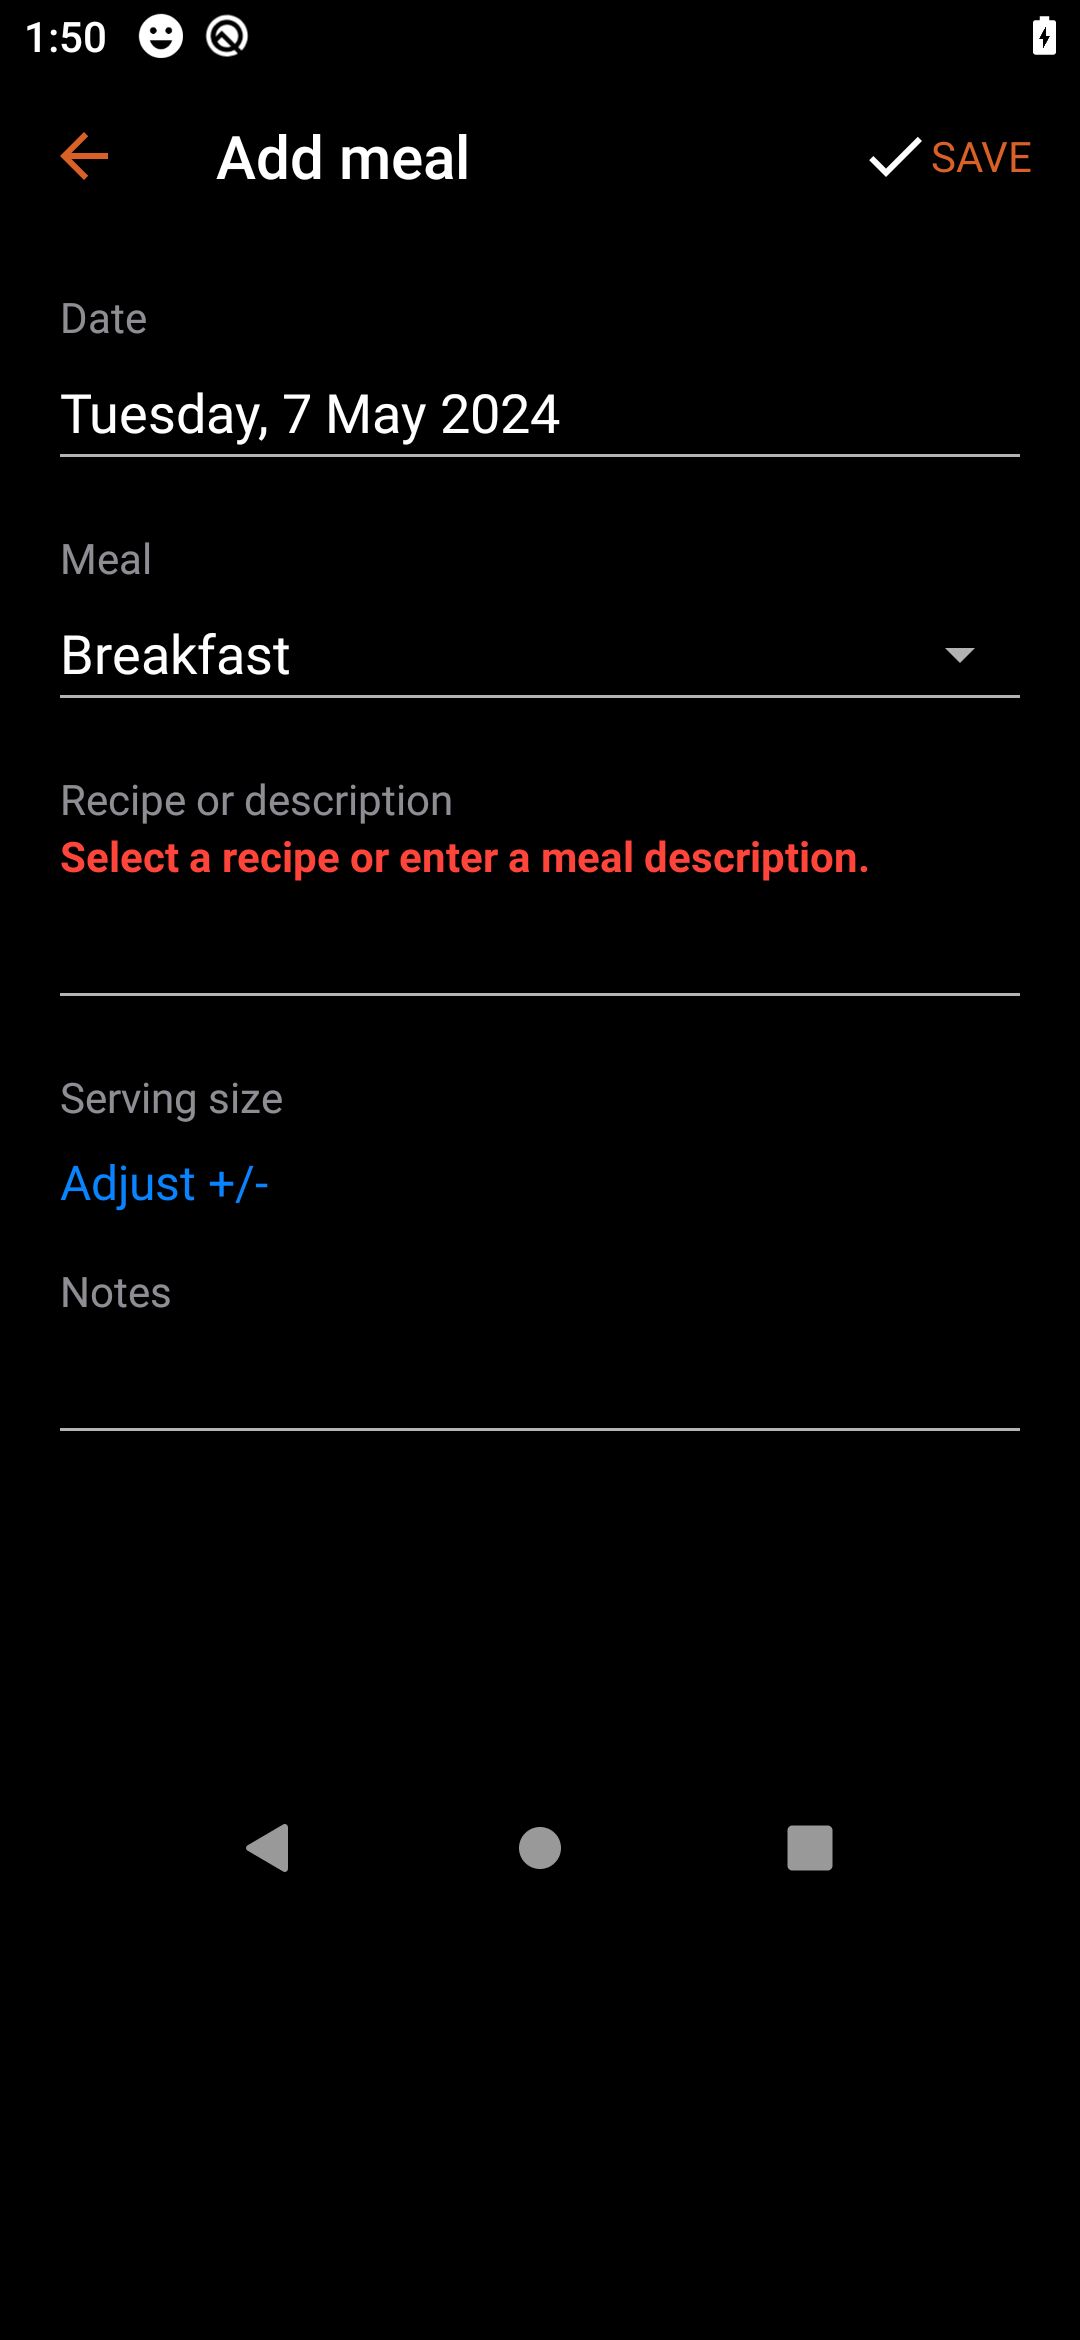 1:50
Add meal
SAVE
Date
Tuesday, 7 May 2024
Meal
Breakfast
Recipe or description
Select a recipe or enter a meal description.
Serving size
Adjust +/-
Notes